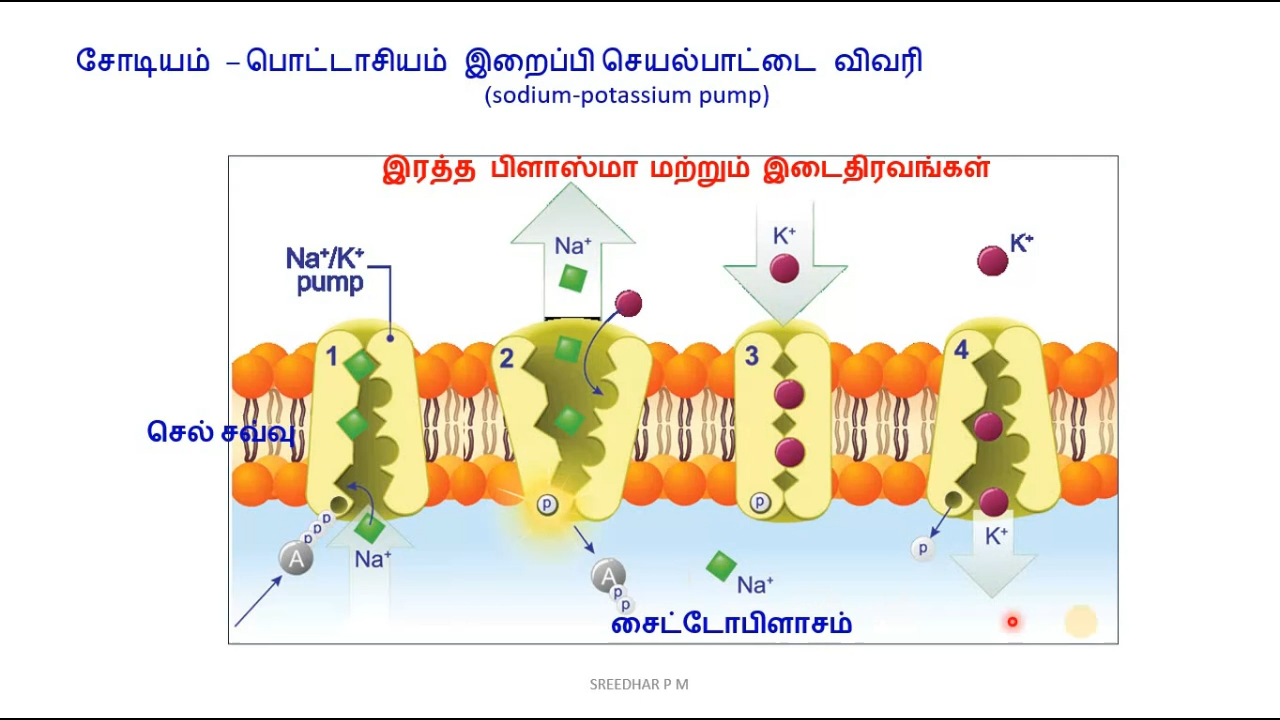 சோடியம் – பொட்டாசியம் இறைப்பி செயல்பாட்டை விவரி
(sodium-potassium pump)
இரத்த பிளாஸ்மா மற்றும் இடைதிரவங்கள்
Na⁺
K⁺
K⁺
Na⁺/K⁺
pump
1
2
3
4
செல் சவ்வு
p
p
p
p
p
A
Na⁺
A
p
p
Na⁺
p
K⁺
சைட்டோபிளாசம்
SREEDHAR P M